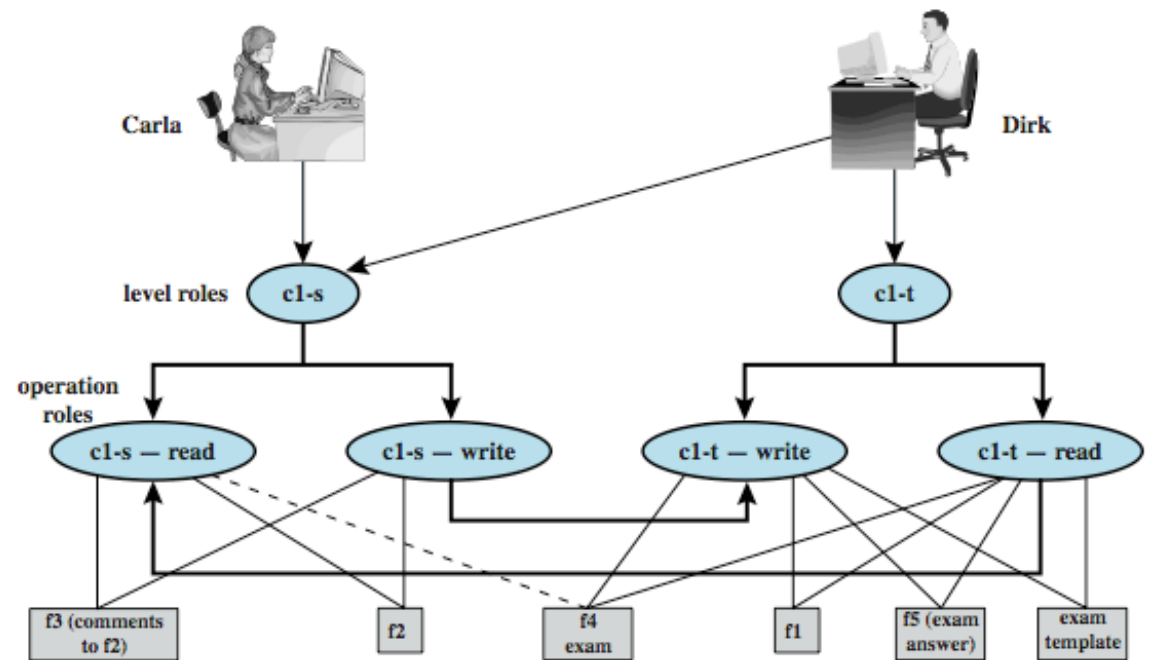 Carla
Dirk
level roles
c1-s
c1-t
operation
roles
c1-s — read
c1-s — write
c1-t — write
c1-t — read
f3 (comments
to f2)
f2
f4
exam
f1
f5 (exam
answer)
exam
template